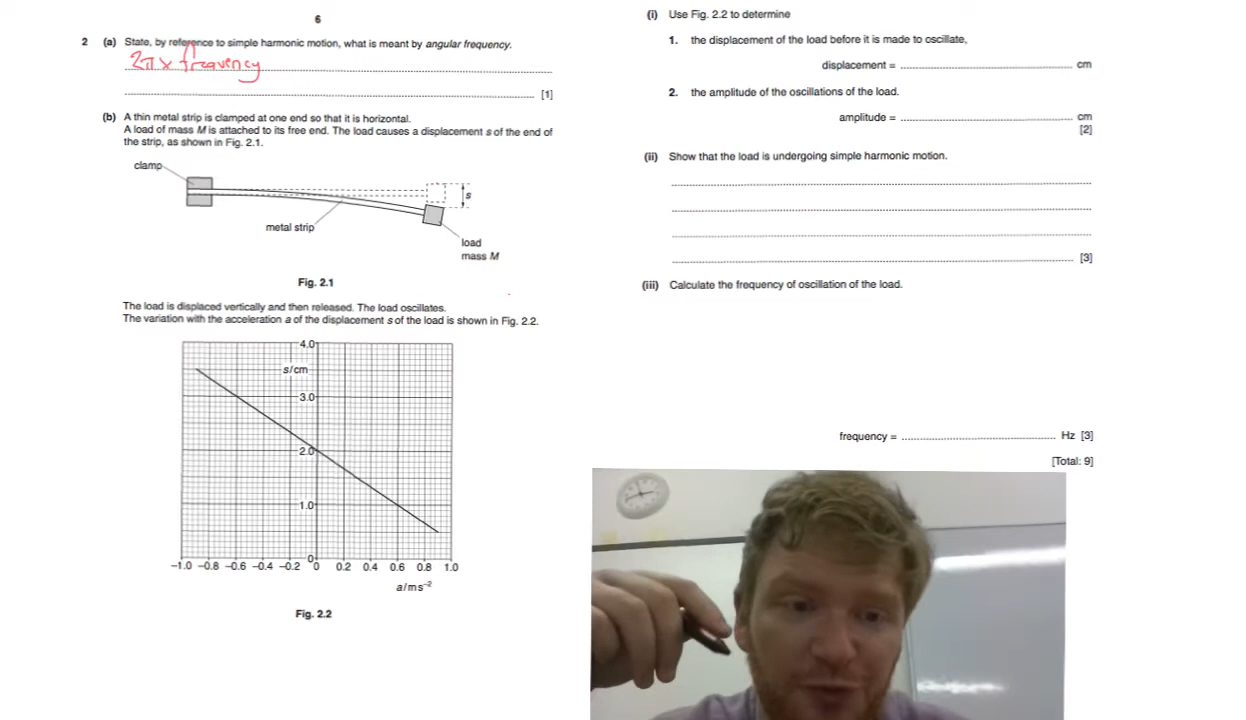 6
2 (a) State, by reference to simple harmonic motion, what is meant by angular frequency.
2π x frequency
[1]
(b) A thin metal strip is clamped at one end so that it is horizontal.
A load of mass M is attached to its free end. The load causes a displacement s of the end of
the strip, as shown in Fig. 2.1.
clamp
s
metal strip
load
mass M
Fig. 2.1
The load is displaced vertically and then released. The load oscillates.
The variation with the acceleration a of the displacement s of the load is shown in Fig. 2.2.
4.0
s/cm
3.0
2.0
1.0
0
-1.0 -0.8 -0.6 -0.4 -0.2 0 0.2 0.4 0.6 0.8 1.0
a/ms⁻²
Fig. 2.2
(i) Use Fig. 2.2 to determine
1. the displacement of the load before it is made to oscillate,
displacement = cm
2. the amplitude of the oscillations of the load.
amplitude = cm
[2]
(ii) Show that the load is undergoing simple harmonic motion.
[3]
(iii) Calculate the frequency of oscillation of the load.
frequency = Hz [3]
[Total: 9]